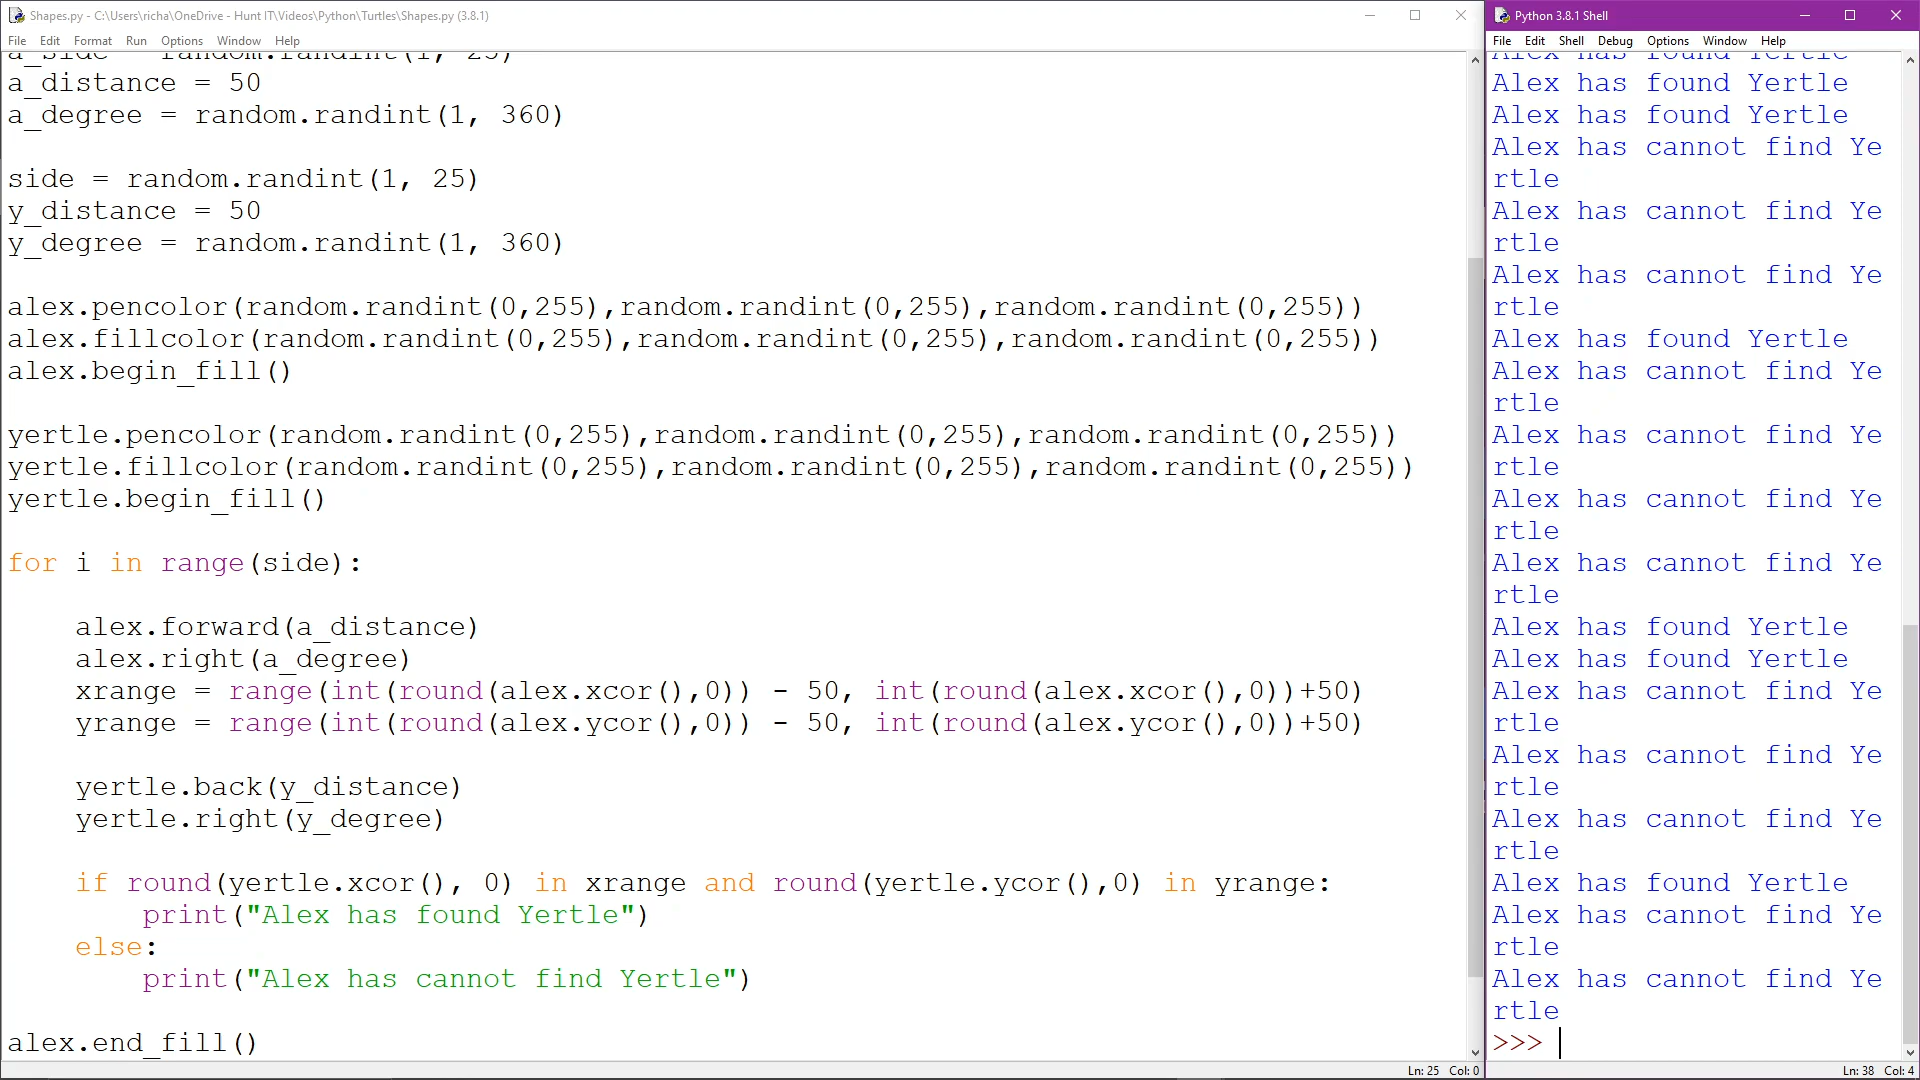 Shapes.py - C:\Users\richa\OneDrive - Hunt IT\Videos\Python\Turtles\Shapes.py (3.8.1)
File Edit Format Run Options Window Help
a_side = random.randint(1, 25)
a_distance = 50
a_degree = random.randint(1, 360)
side = random.randint(1, 25)
y_distance = 50
y_degree = random.randint(1, 360)
alex.pencolor(random.randint(0,255),random.randint(0,255),random.randint(0,255))
alex.fillcolor(random.randint(0,255),random.randint(0,255),random.randint(0,255))
alex.begin_fill()
yertle.pencolor(random.randint(0,255),random.randint(0,255),random.randint(0,255))
yertle.fillcolor(random.randint(0,255),random.randint(0,255),random.randint(0,255))
yertle.begin_fill()
for i in range(side):
alex.forward(a_distance)
alex.right(a_degree)
xrange = range(int(round(alex.xcor(),0)) - 50, int(round(alex.xcor(),0))+50)
yrange = range(int(round(alex.ycor(),0)) - 50, int(round(alex.ycor(),0))+50)
yertle.back(y_distance)
yertle.right(y_degree)
if round(yertle.xcor(), 0) in xrange and round(yertle.ycor(),0) in yrange:
print("Alex has found Yertle")
else:
print("Alex has cannot find Yertle")
alex.end_fill()
Ln: 25 Col: 0
Python 3.8.1 Shell
File Edit Shell Debug Options Window Help
Alex has found Yertle
Alex has found Yertle
Alex has found Yertle
Alex has cannot find Ye
rtle
Alex has cannot find Ye
rtle
Alex has cannot find Ye
rtle
Alex has found Yertle
Alex has cannot find Ye
rtle
Alex has cannot find Ye
rtle
Alex has cannot find Ye
rtle
Alex has cannot find Ye
rtle
Alex has found Yertle
Alex has found Yertle
Alex has cannot find Ye
rtle
Alex has cannot find Ye
rtle
Alex has cannot find Ye
rtle
Alex has found Yertle
Alex has cannot find Ye
rtle
Alex has cannot find Ye
rtle
>>>
Ln: 38 Col: 4